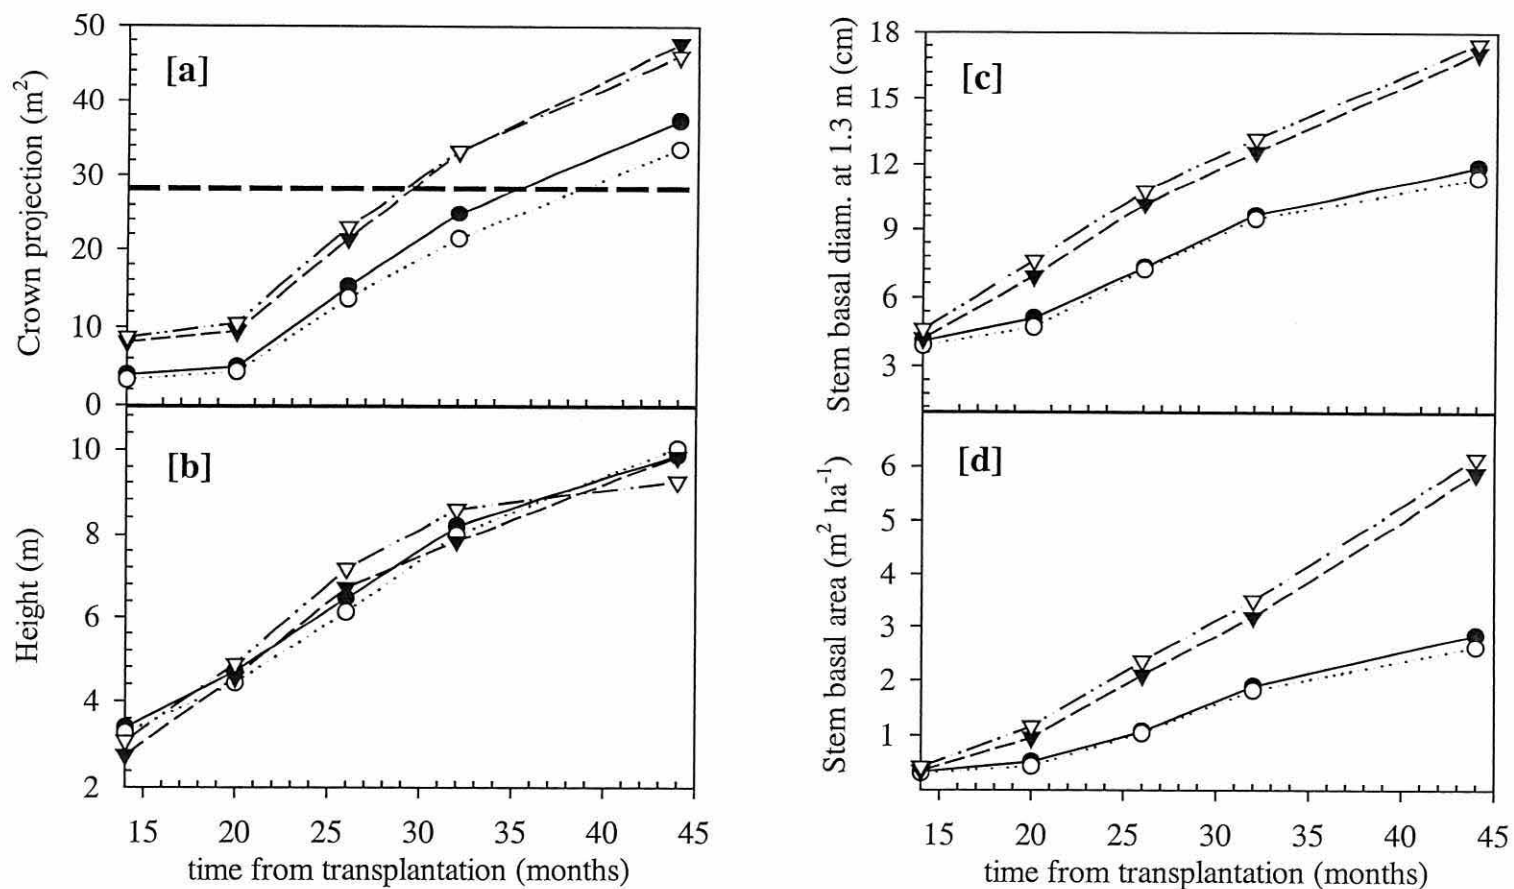 Crown projection (m²)
50
40
30
20
10
0
[a]
Height (m)
10
8
6
4
2
[b]
15 20 25 30 35 40 45
time from transplantation (months)
Stem basal diam. at 1.3 m (cm)
18
15
12
9
6
3
[c]
Stem basal area (m² ha⁻¹)
6
5
4
3
2
1
[d]
15 20 25 30 35 40 45
time from transplantation (months)